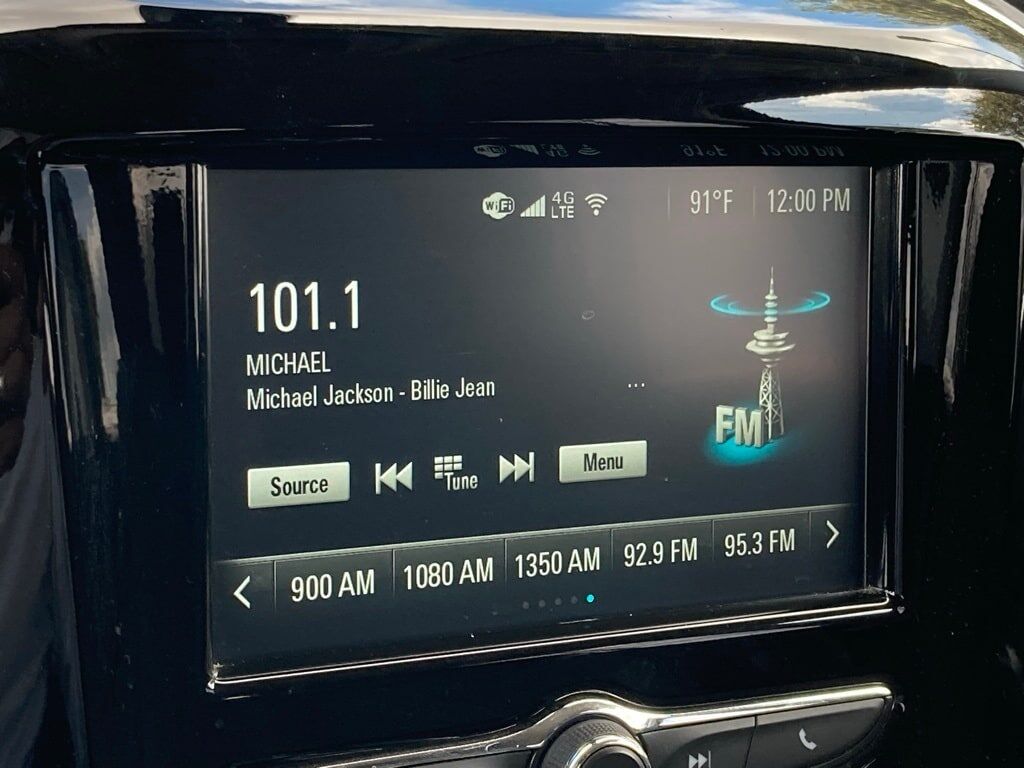 WiFi 4G LTE 91°F 12:00 PM
101.1
MICHAEL
Michael Jackson - Billie Jean ...
FM
Source Tune Menu
900 AM 1080 AM 1350 AM 92.9 FM 95.3 FM